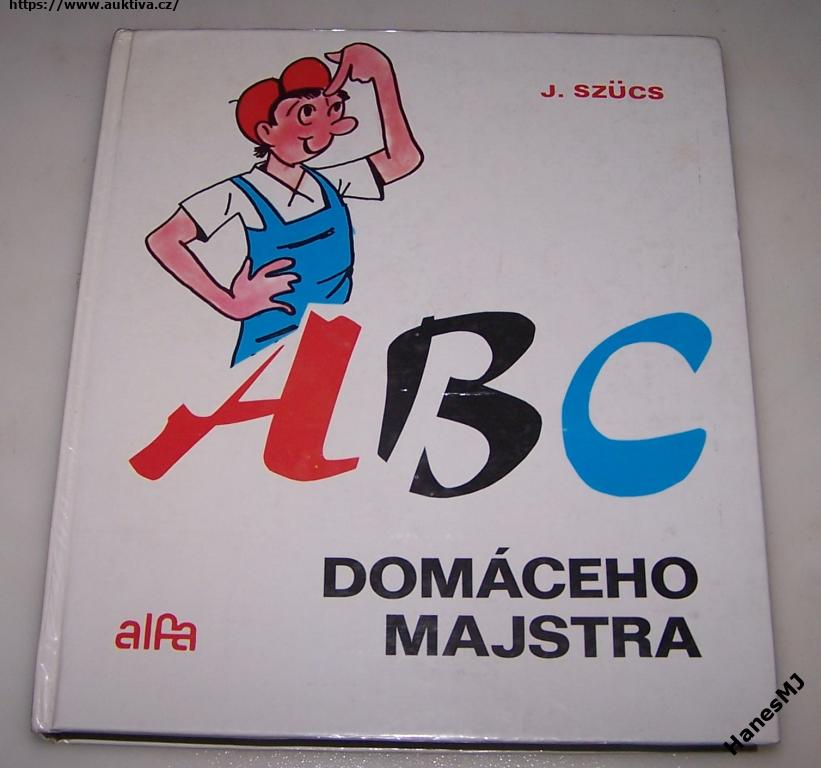 https://www.auktiva.cz/
J. SZÜCS
ABC
DOMÁCEHO
MAJSTRA
alfa
HanesMJ